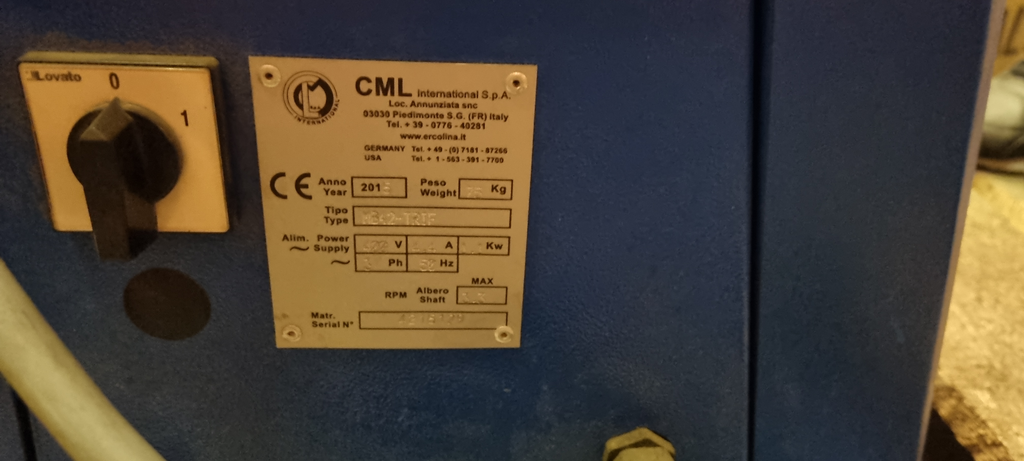 Lovato
0
1
CML International S.p.A.
INTERNATIONAL
Loc. Annunziata snc
03030 Piedimonte S.G. (FR) Italy
Tel. + 39 - 0776 - 40281
www.ercolina.it
GERMANY Tel. + 49 - (0) 7181 - 87266
USA Tel. + 1 - 563 - 391 - 7700
CE
Anno
Year
Peso
Weight
Kg
Tipo
Type
Alim. Power
Supply
~ V A Kw
~ Ph 50 Hz
MAX
RPM Albero
Shaft
Matr.
Serial N°